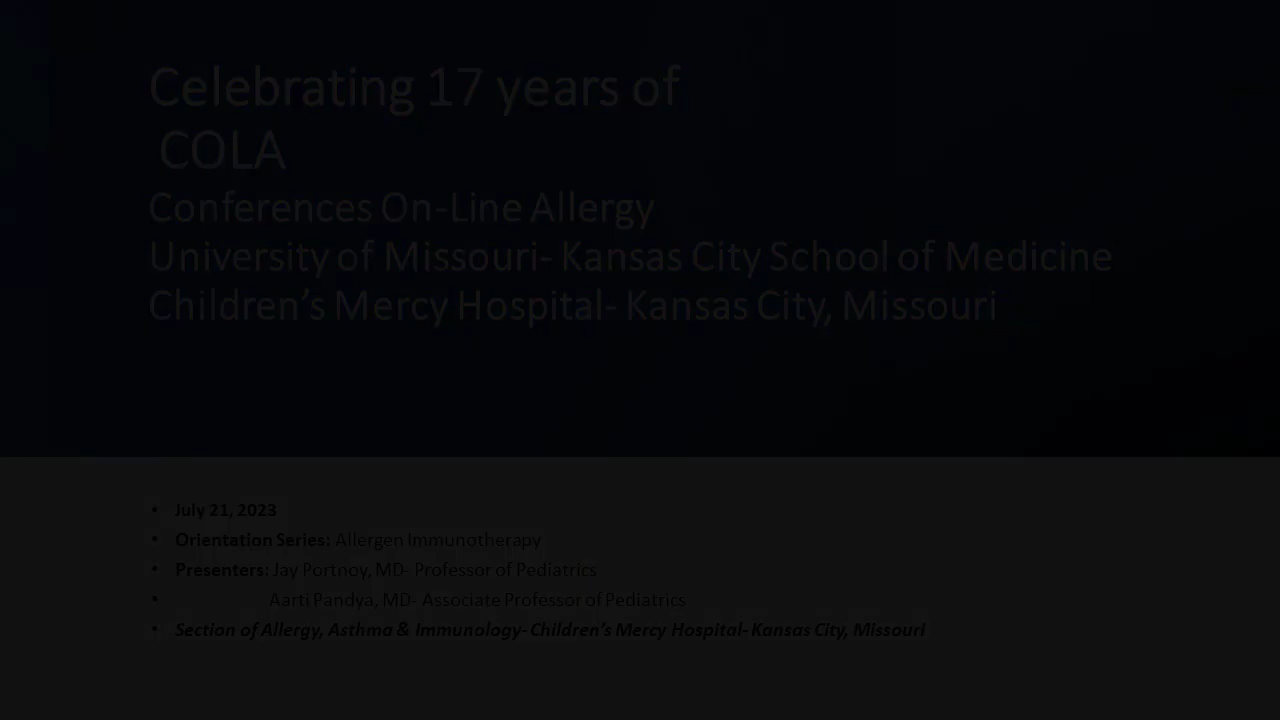 Celebrating 17 years of
COLA
Conferences On-Line Allergy
University of Missouri- Kansas City School of Medicine
Children’s Mercy Hospital- Kansas City, Missouri
• July 21, 2023
• Orientation Series: Allergen Immunotherapy
• Presenters: Jay Portnoy, MD- Professor of Pediatrics
• Aarti Pandya, MD- Associate Professor of Pediatrics
• Section of Allergy, Asthma & Immunology- Children’s Mercy Hospital- Kansas City, Missouri